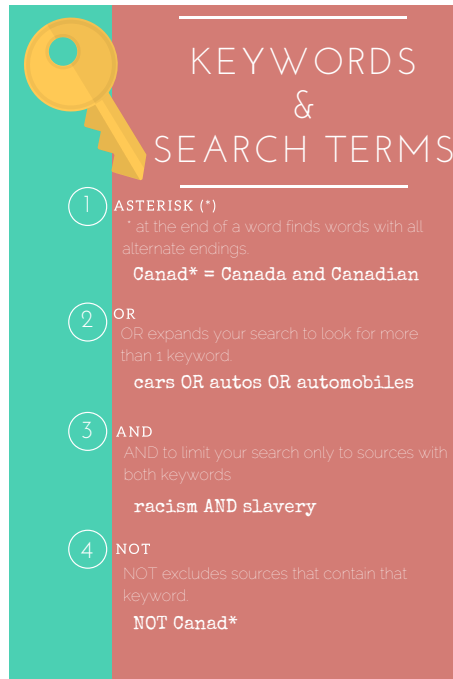 KEYWORDS
&
SEARCH TERMS
1 ASTERISK (*)
* at the end of a word finds words with all
alternate endings.
Canad* = Canada and Canadian
2 OR
OR expands your search to look for more
than 1 keyword.
cars OR autos OR automobiles
3 AND
AND to limit your search only to sources with
both keywords
racism AND slavery
4 NOT
NOT excludes sources that contain that
keyword.
NOT Canad*